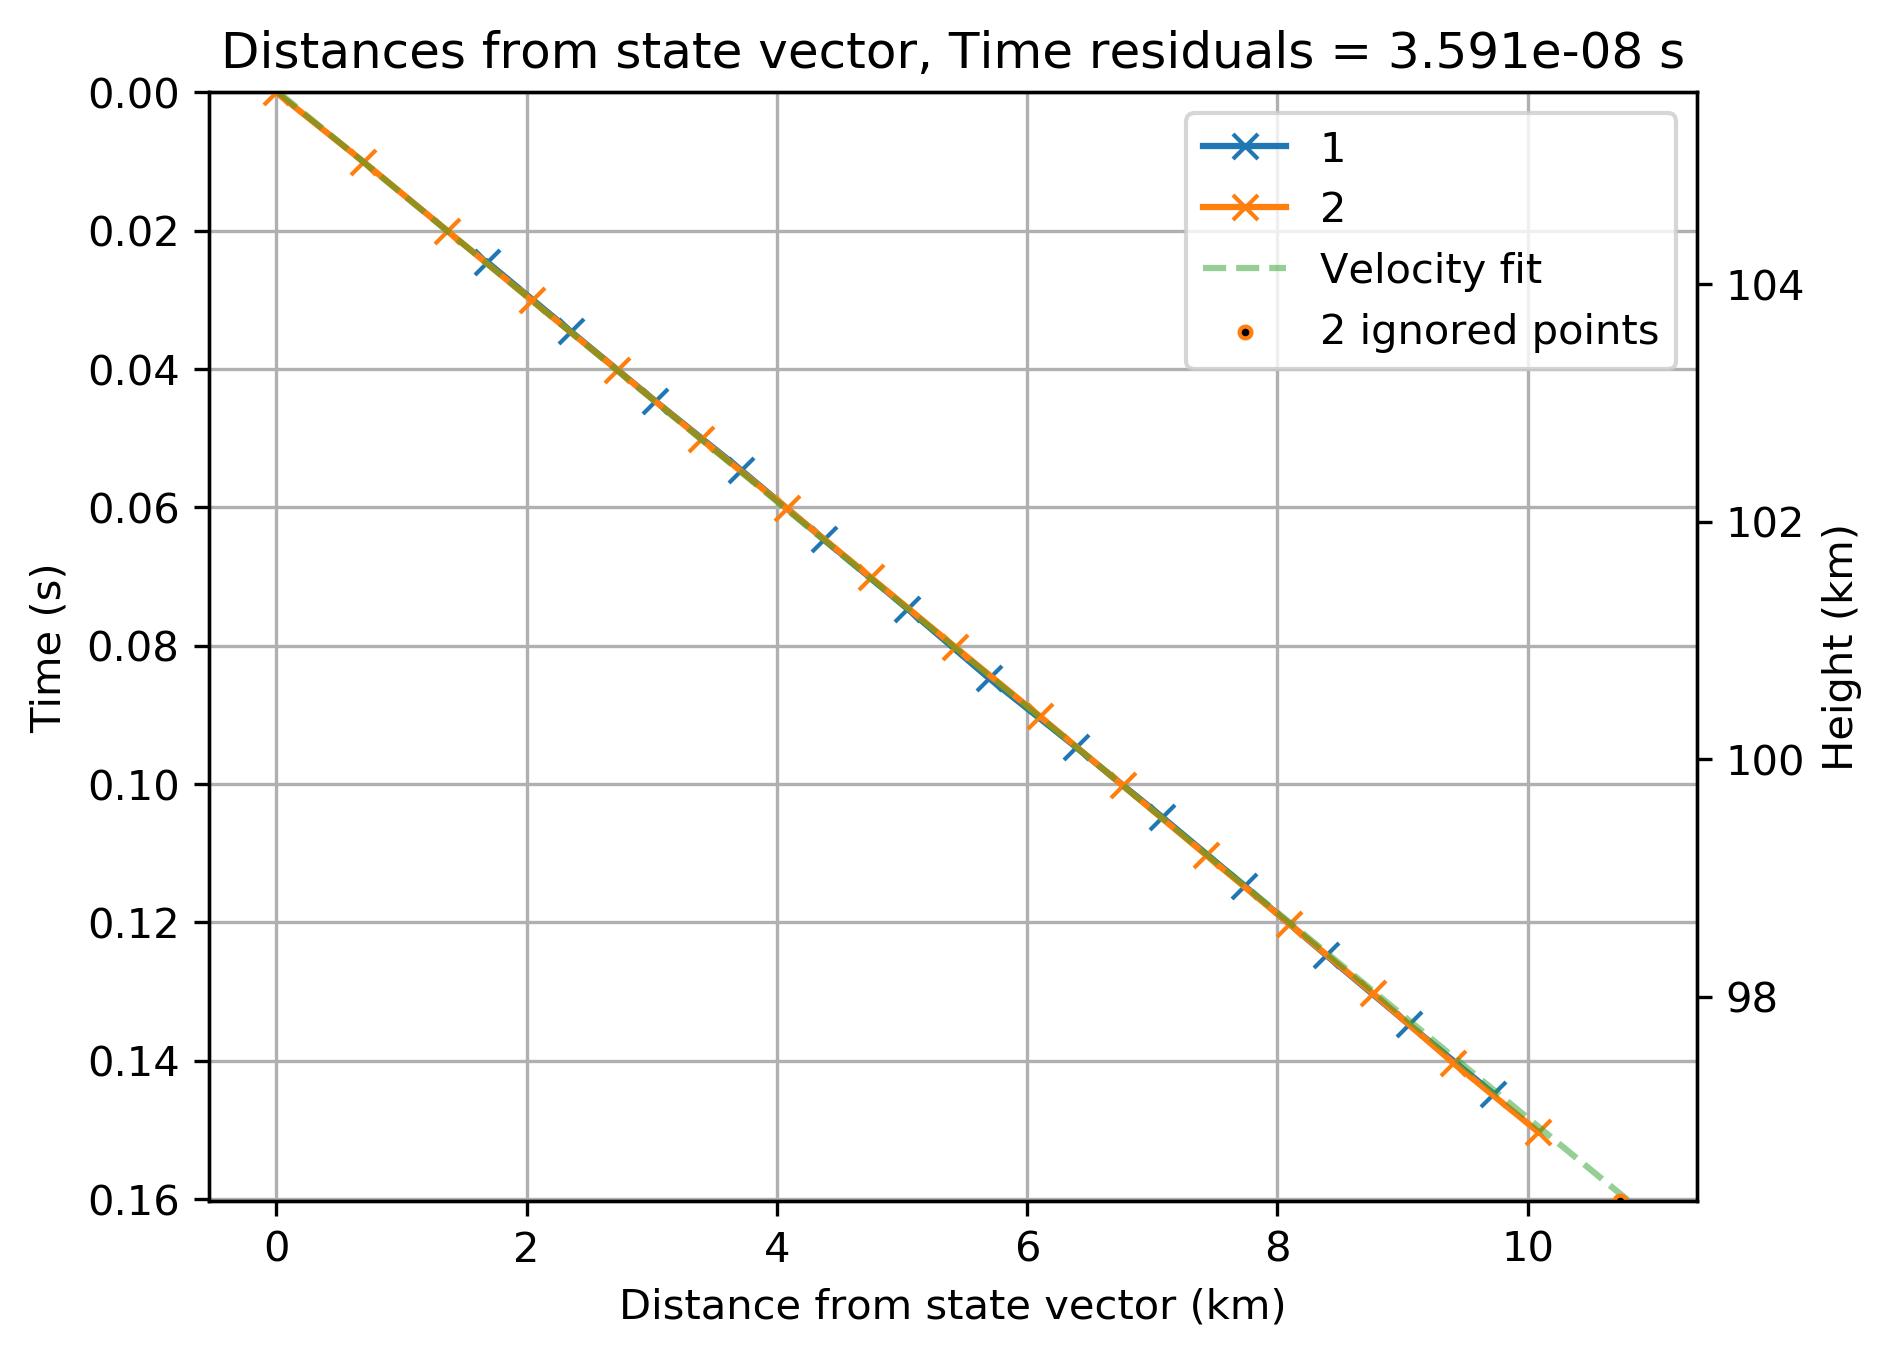 Distances from state vector, Time residuals = 3.591e-08 s
0.00
0.02
0.04
0.06
0.08
0.10
0.12
0.14
0.16
Time (s)
1
2
Velocity fit
2 ignored points
104
102
100
98
Height (km)
0 2 4 6 8 10
Distance from state vector (km)